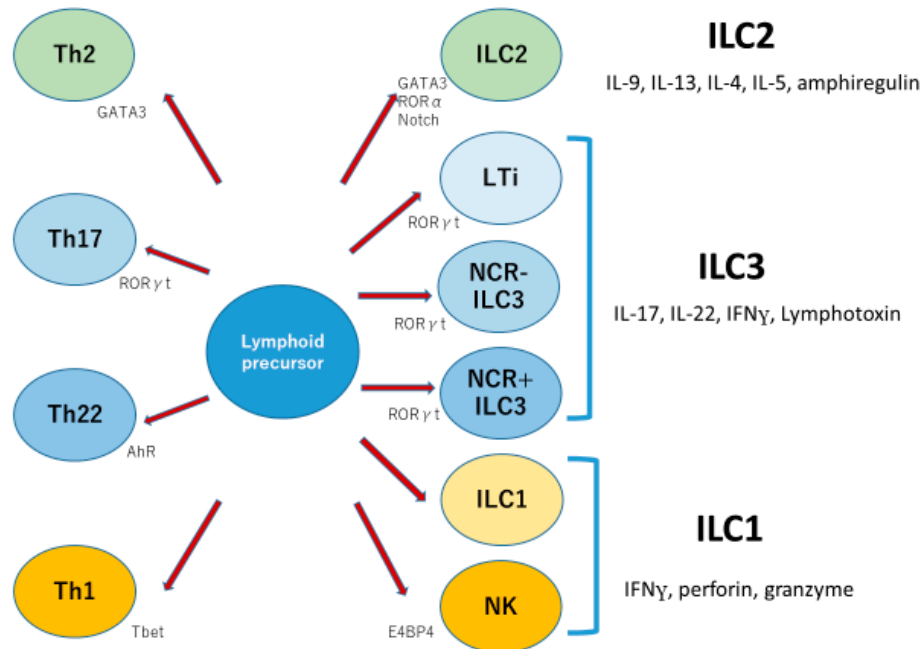 Th2
GATA3
Th17
ROR γ t
Th22
AhR
Th1
Tbet
Lymphoid
precursor
ILC2
GATA3
ROR α
Notch
LTi
ROR γ t
NCR-
ILC3
ROR γ t
NCR+
ILC3
ROR γ t
ILC1
NK
E4BP4
ILC2
IL-9, IL-13, IL-4, IL-5, amphiregulin
ILC3
IL-17, IL-22, IFNγ, Lymphotoxin
ILC1
IFNγ, perforin, granzyme